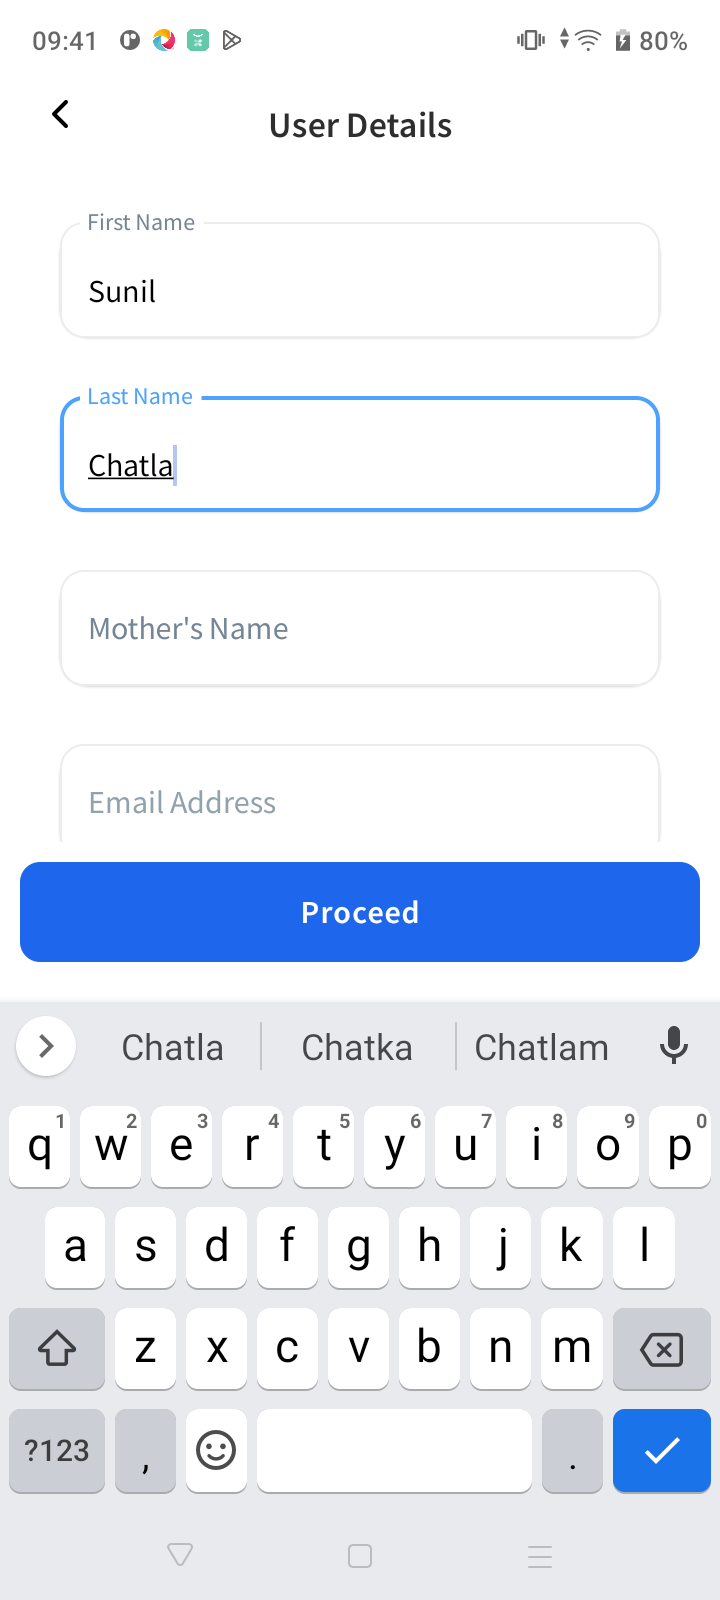 09:41 80%
User Details
First Name
Sunil
Last Name
Chatla
Mother's Name
Email Address
Proceed
Chatla Chatka Chatlam
q1 w2 e3 r4 t5 y6 u7 i8 o9 p0
a s d f g h j k l
z x c v b n m
?123 , .